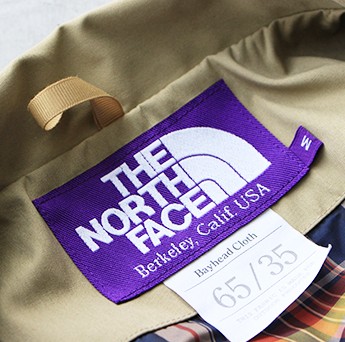 THE
NORTH
FACE
Berkeley, Calif. USA
M
Bayhead Cloth
65/35